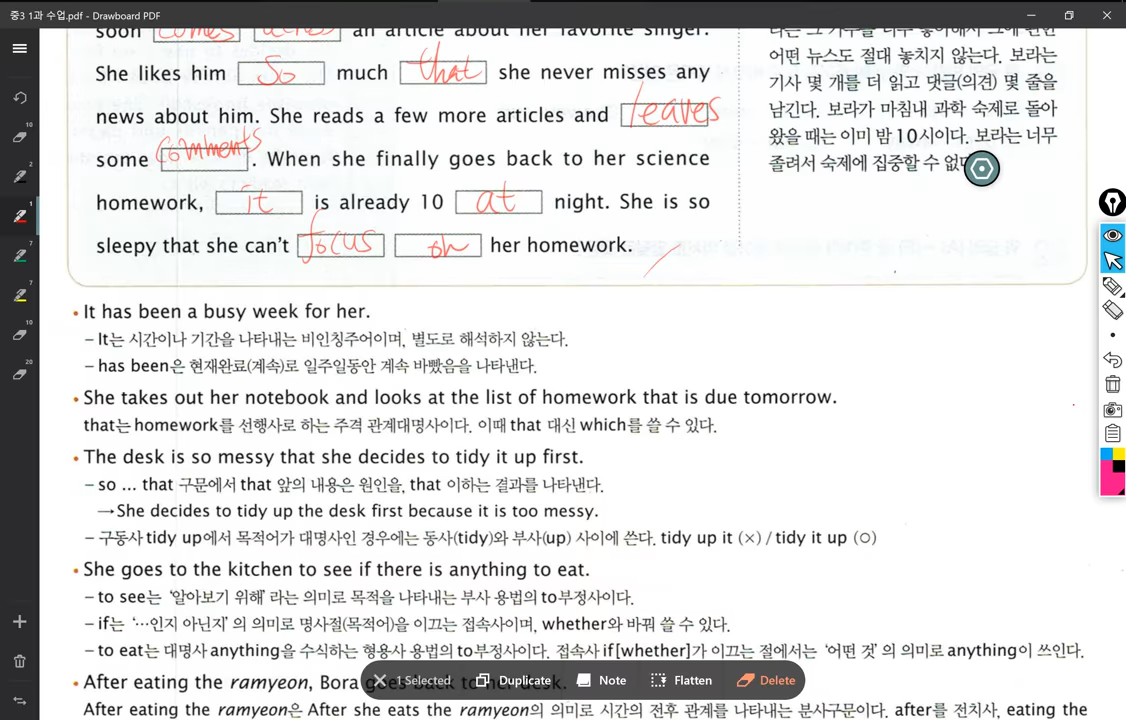 중3 1과 수업.pdf - Drawboard PDF
soon comes across an article about her favorite singer.
She likes him so much that she never misses any
news about him. She reads a few more articles and leaves
some comments. When she finally goes back to her science
homework, it is already 10 at night. She is so
sleepy that she can't focus on her homework.
어떤 뉴스도 절대 놓치지 않는다. 보라는
기사 몇 개를 더 읽고 댓글(의견) 몇 줄을
남긴다. 보라가 마침내 과학 숙제로 돌아
왔을 때는 이미 밤 10시이다. 보라는 너무
졸려서 숙제에 집중할 수 없
• It has been a busy week for her.
– It는 시간이나 기간을 나타내는 비인칭주어이며, 별도로 해석하지 않는다.
– has been은 현재완료(계속)로 일주일동안 계속 바빴음을 나타낸다.
• She takes out her notebook and looks at the list of homework that is due tomorrow.
that는 homework를 선행사로 하는 주격 관계대명사이다. 이때 that 대신 which를 쓸 수 있다.
• The desk is so messy that she decides to tidy it up first.
– so ... that 구문에서 that 앞의 내용은 원인을, that 이하는 결과를 나타낸다.
→ She decides to tidy up the desk first because it is too messy.
– 구동사 tidy up에서 목적어가 대명사인 경우에는 동사(tidy)와 부사(up) 사이에 쓴다. tidy up it (×) / tidy it up (○)
• She goes to the kitchen to see if there is anything to eat.
– to see는 '알아보기 위해' 라는 의미로 목적을 나타내는 부사 용법의 to부정사이다.
– if는 '…인지 아닌지' 의 의미로 명사절(목적어)을 이끄는 접속사이며, whether와 바꿔 쓸 수 있다.
– to eat는 대명사 anything을 수식하는 형용사 용법의 to부정사이다. 접속사 if[whether]가 이끄는 절에서는 '어떤 것' 의 의미로 anything이 쓰인다.
• After eating the ramyeon, Bora goes back to her desk.
1 Selected Duplicate Note Flatten Delete
After eating the ramyeon은 After she eats the ramyeon의 의미로 시간의 전후 관계를 나타내는 분사구문이다. after를 전치사, eating the